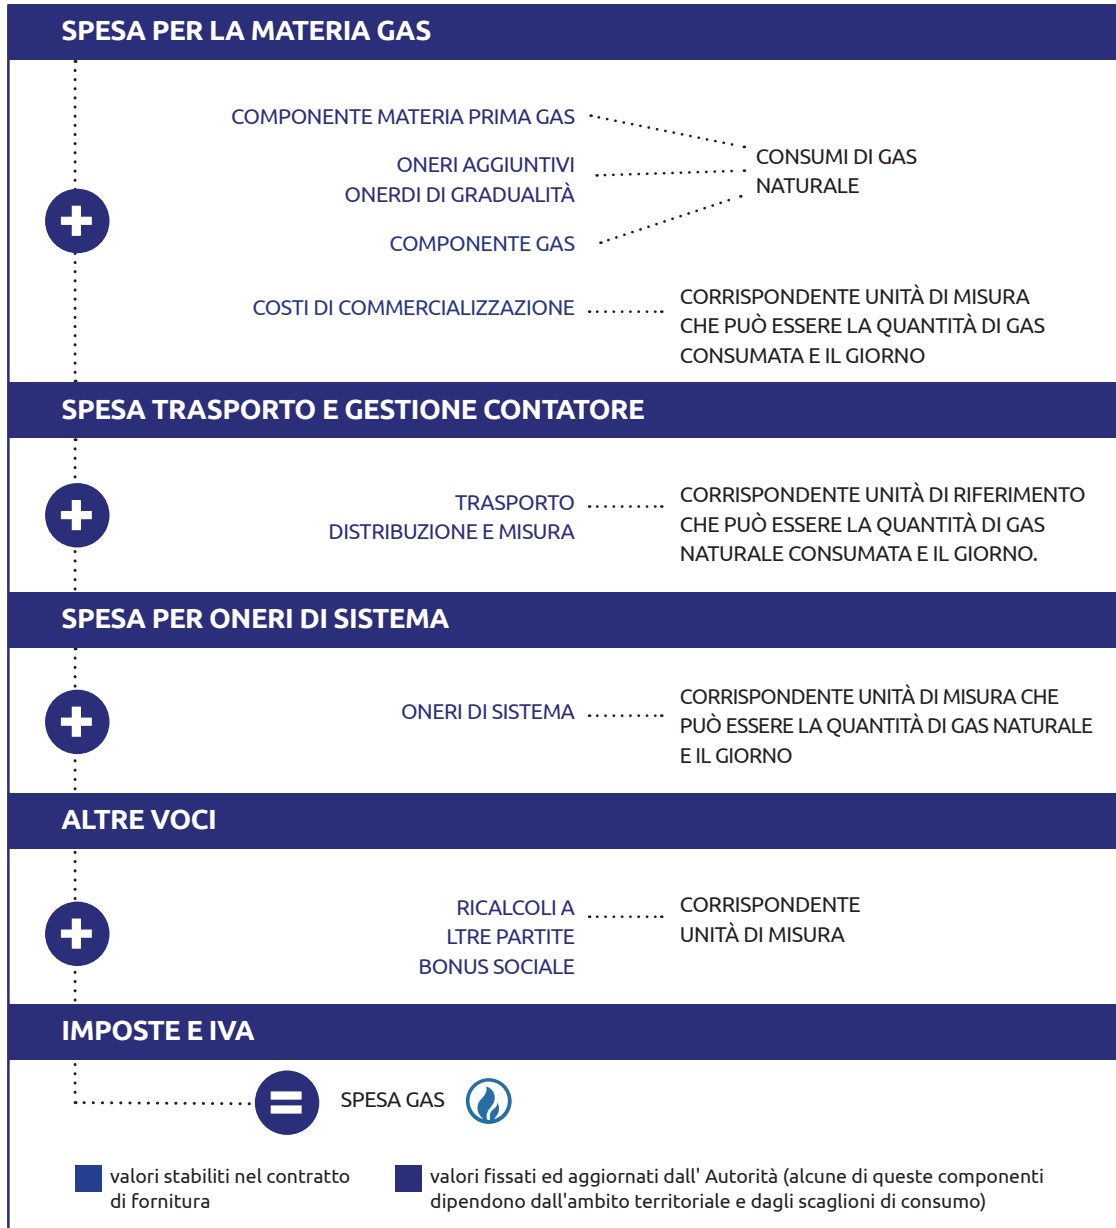 SPESA PER LA MATERIA GAS
COMPONENTE MATERIA PRIMA GAS
ONERI AGGIUNTIVI
ONERDI DI GRADUALITÀ
COMPONENTE GAS
CONSUMI DI GAS
NATURALE
COSTI DI COMMERCIALIZZAZIONE
CORRISPONDENTE UNITÀ DI MISURA
CHE PUÒ ESSERE LA QUANTITÀ DI GAS
CONSUMATA E IL GIORNO
SPESA TRASPORTO E GESTIONE CONTATORE
TRASPORTO
DISTRIBUZIONE E MISURA
CORRISPONDENTE UNITÀ DI RIFERIMENTO
CHE PUÒ ESSERE LA QUANTITÀ DI GAS
NATURALE CONSUMATA E IL GIORNO.
SPESA PER ONERI DI SISTEMA
ONERI DI SISTEMA
CORRISPONDENTE UNITÀ DI MISURA CHE
PUÒ ESSERE LA QUANTITÀ DI GAS NATURALE
E IL GIORNO
ALTRE VOCI
RICALCOLI A
LTRE PARTITE
BONUS SOCIALE
CORRISPONDENTE
UNITÀ DI MISURA
IMPOSTE E IVA
SPESA GAS
valori stabiliti nel contratto
di fornitura
valori fissati ed aggiornati dall' Autorità (alcune di queste componenti
dipendono dall'ambito territoriale e dagli scaglioni di consumo)